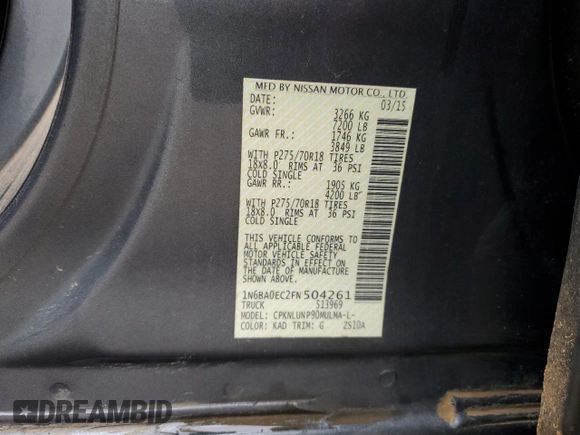 MFD BY NISSAN MOTOR CO., LTD.
DATE: 03/15
GVWR: 3266 KG
7200 LB
GAWR FR.: 1746 KG
3849 LB
WITH P275/70R18 TIRES
18X8.0 RIMS AT 36 PSI
COLD SINGLE
GAWR RR.: 1905 KG
4200 LB
WITH P275/70R18 TIRES
18X8.0 RIMS AT 36 PSI
COLD SINGLE
THIS VEHICLE CONFORMS TO
ALL APPLICABLE FEDERAL
MOTOR VEHICLE SAFETY
STANDARDS IN EFFECT ON
THE DATE OF MANUFACTURE
SHOWN ABOVE.
1N6BA0EC2FN504261
TRUCK 513969
MODEL: CPKNLUNP90MULMA-L-
COLOR: KAD TRIM: G ZS10A
DREAMBID